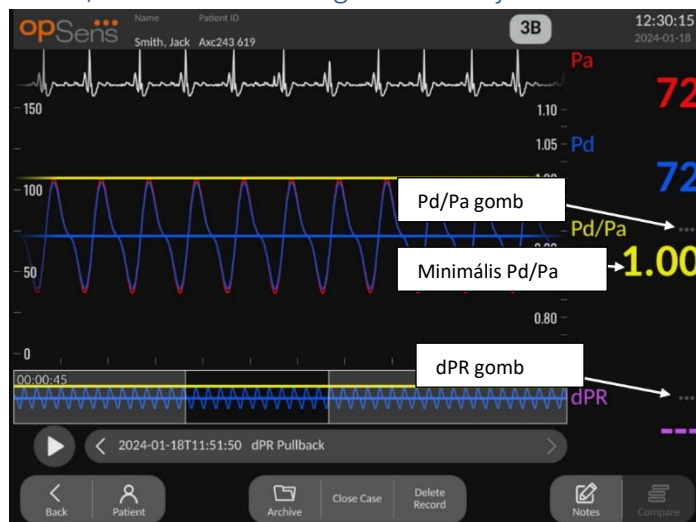 opSens
Name
Patient ID
Smith, Jack
Axc243 619
3B
12:30:15
2024-01-18
Pa
72
150
1.10
1.05
Pd
72
100
Pd/Pa gomb
Pd/Pa
...
Minimális Pd/Pa
1.00
50
0.80
0
00:00:45
dPR gomb
dPR
...
---
2024-01-18T11:51:50 dPR Pullback
Back
Patient
Archive
Close Case
Delete
Record
Notes
Compare